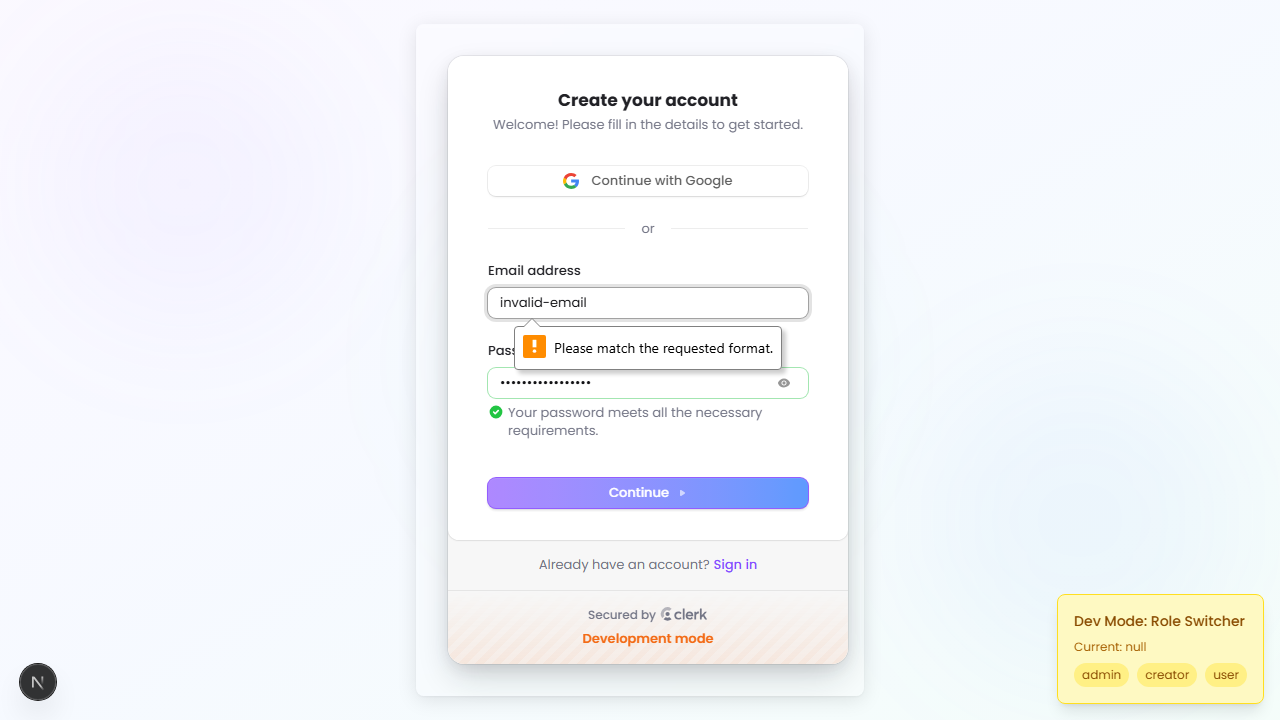 Create your account
Welcome! Please fill in the details to get started.
Continue with Google
or
Email address
invalid-email
Please match the requested format.
Pass
•••••••••••••••••
Your password meets all the necessary
requirements.
Continue
Already have an account? Sign in
Secured by clerk
Development mode
Dev Mode: Role Switcher
Current: null
admin creator user
N